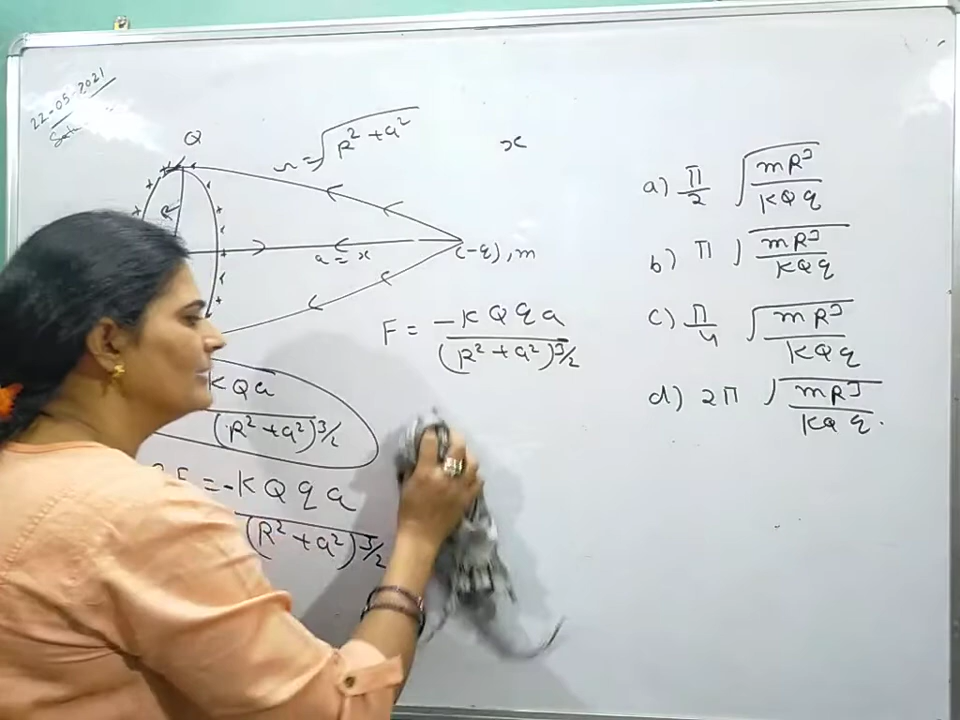 22-05-2021
Q
r = √R² + a²
x
R
a = x
(-q), m
F = -KQqa
(R² + a²)3/2
KQa
(R² + a²)3/2
F = -KQqa
(R² + a²)3/2
a) π/2 √mR³/KQq
b) π √mR³/KQq
c) π/4 √mR³/KQq
d) 2π √mR³/KQq.